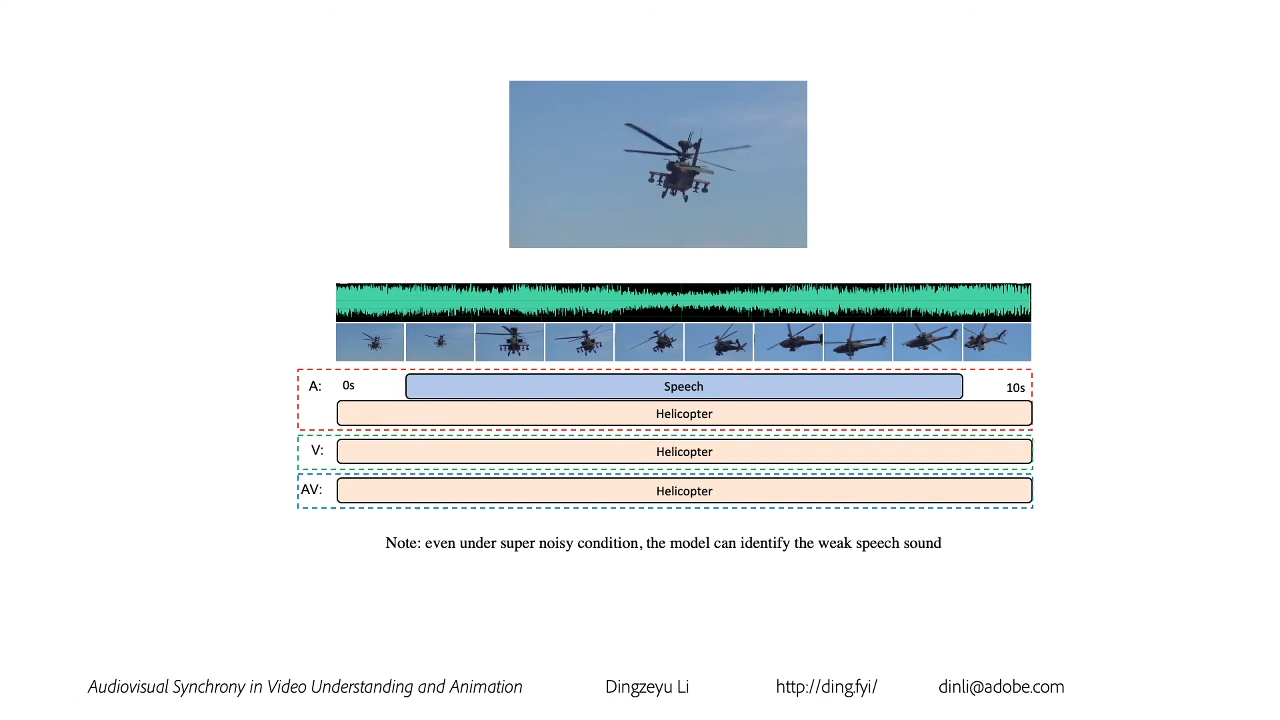 A: 0s Speech 10s
Helicopter
V: Helicopter
AV: Helicopter
Note: even under super noisy condition, the model can identify the weak speech sound
Audiovisual Synchrony in Video Understanding and Animation Dingzeyu Li http://ding.fyi/ dinli@adobe.com